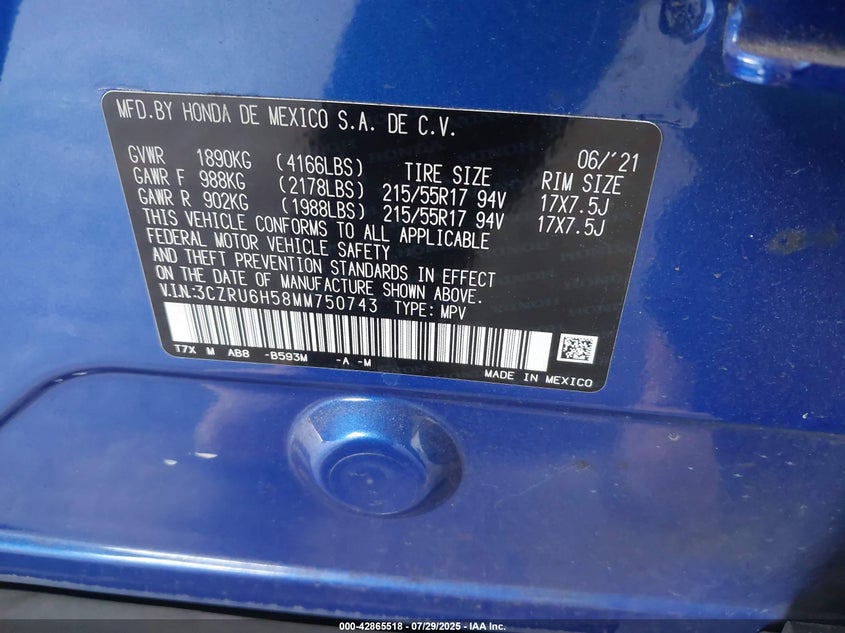 MFD.BY HONDA DE MEXICO S.A. DE C.V.
06/'21
GVWR 1890KG (4166LBS) TIRE SIZE RIM SIZE
GAWR F 988KG (2178LBS) 215/55R17 94V 17X7.5J
GAWR R 902KG (1988LBS) 215/55R17 94V 17X7.5J
THIS VEHICLE CONFORMS TO ALL APPLICABLE
FEDERAL MOTOR VEHICLE SAFETY
AND THEFT PREVENTION STANDARDS IN EFFECT
ON THE DATE OF MANUFACTURE SHOWN ABOVE.
V.I.N:3CZRU6H58MM750743 TYPE: MPV
T7X M AB8 -B593M -A -M
MADE IN MEXICO
000-42865518 - 07/29/2025 - IAA Inc.